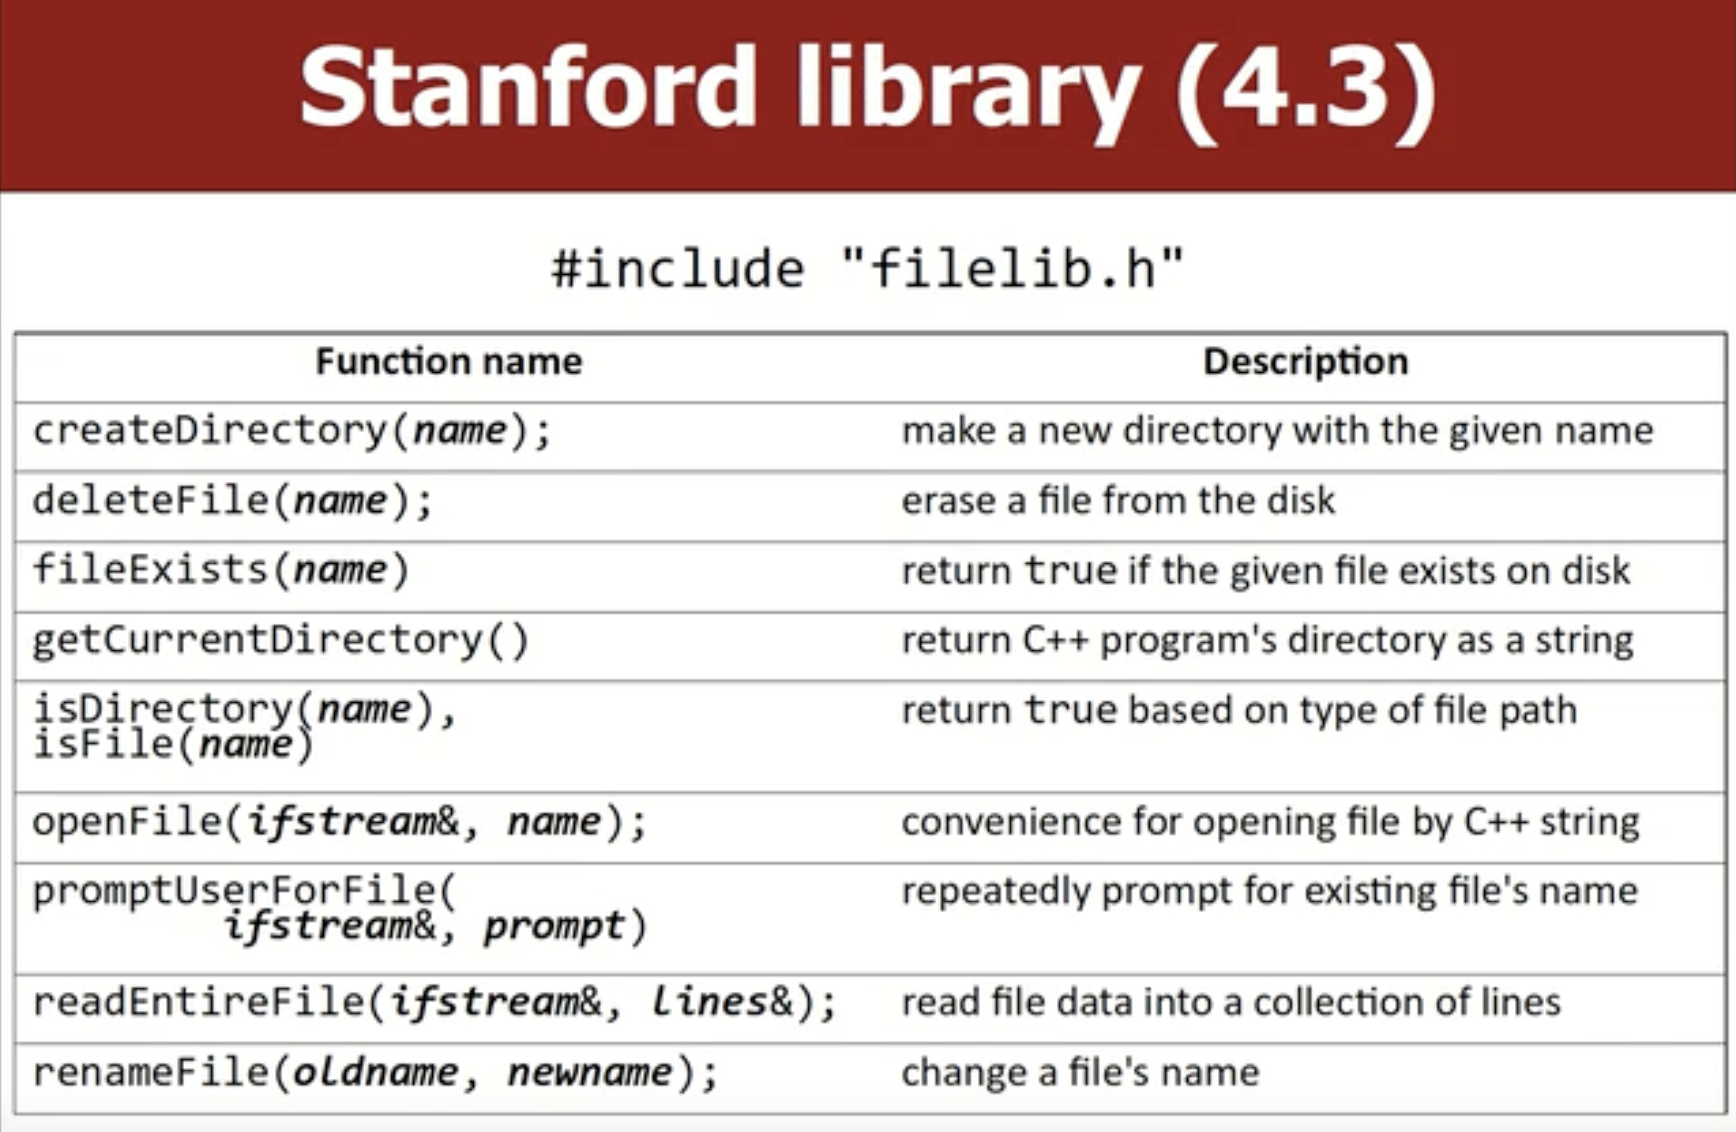 Stanford library (4.3)
#include "filelib.h"
Function name Description
createDirectory(name); make a new directory with the given name
deleteFile(name); erase a file from the disk
fileExists(name) return true if the given file exists on disk
getCurrentDirectory() return C++ program's directory as a string
isDirectory(name), return true based on type of file path
isFile(name)
openFile(ifstream&, name); convenience for opening file by C++ string
promptUserForFile( repeatedly prompt for existing file's name
ifstream&, prompt)
readEntireFile(ifstream&, lines&); read file data into a collection of lines
renameFile(oldname, newname); change a file's name